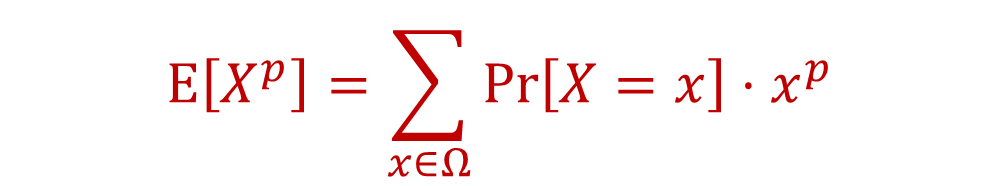 E[X^p] = ∑_{x∈Ω} Pr[X = x] · x^p